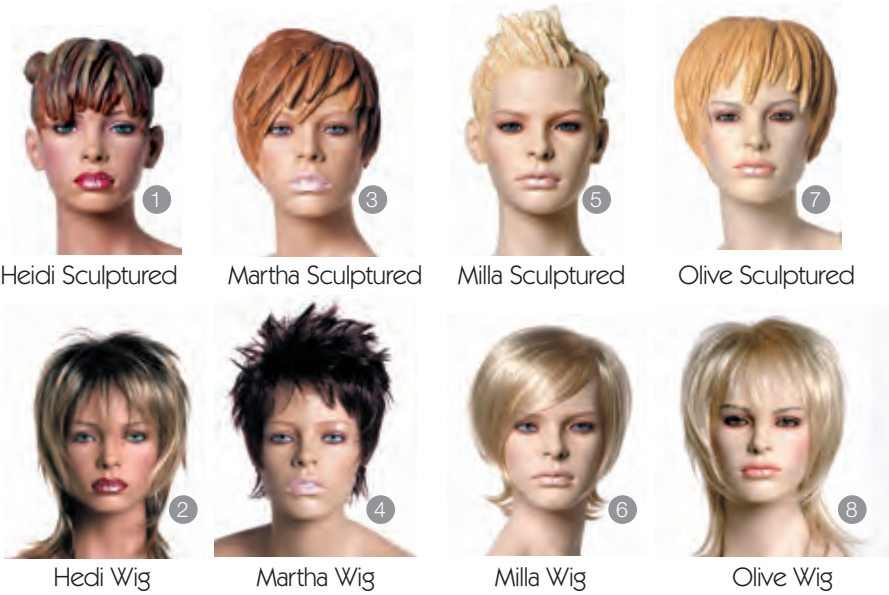 1 3 5 7
Heidi Sculptured Martha Sculptured Milla Sculptured Olive Sculptured
2 4 6 8
Hedi Wig Martha Wig Milla Wig Olive Wig